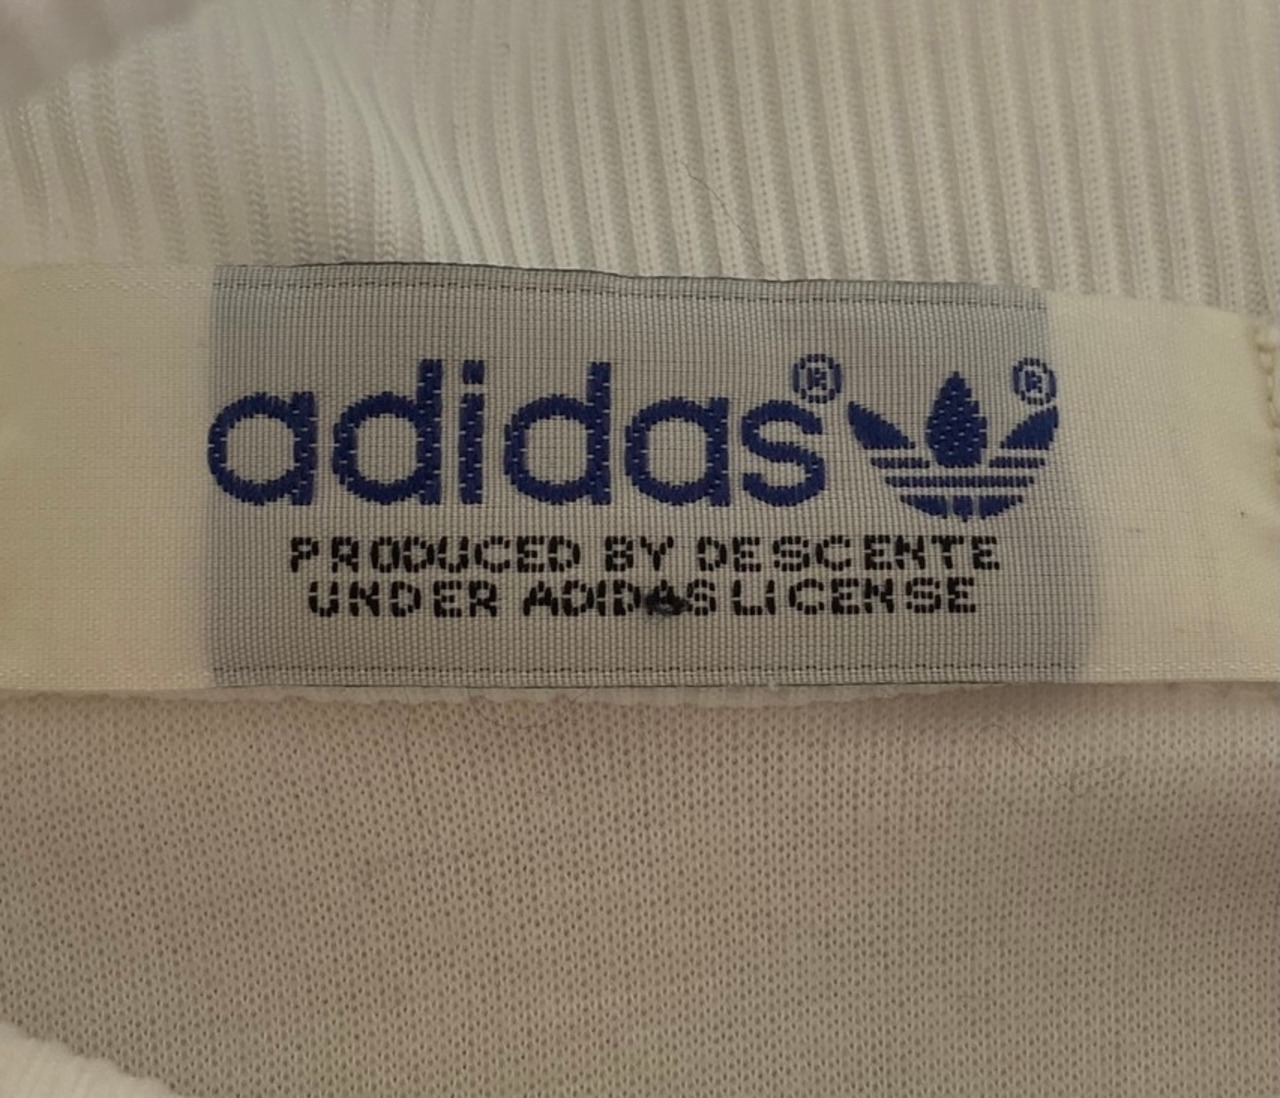 adidas®
®
PRODUCED BY DESCENTE
UNDER ADIDAS LICENSE